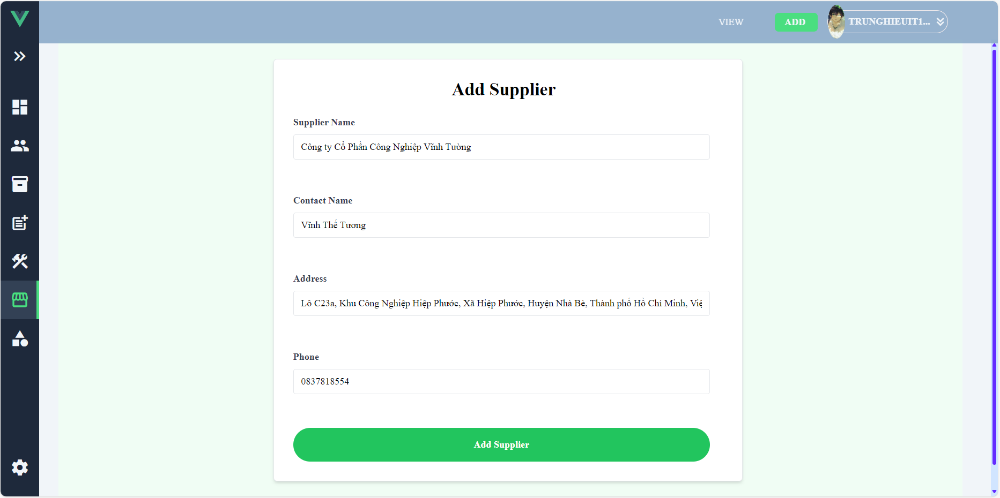 VIEW
ADD
TRUNGHIEUIT1...
Add Supplier
Supplier Name
Công ty Cổ Phần Công Nghiệp Vĩnh Tường
Contact Name
Vĩnh Thế Tương
Address
Lô C23a, Khu Công Nghiệp Hiệp Phước, Xã Hiệp Phước, Huyện Nhà Bè, Thành phố Hồ Chí Minh, Việ
Phone
0837818554
Add Supplier